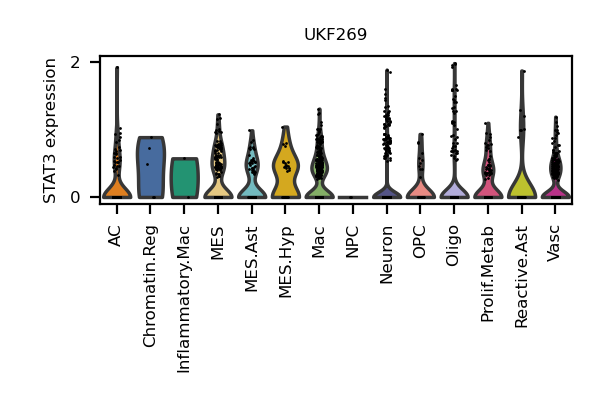 UKF269
STAT3 expression
2
0
AC
Chromatin.Reg
Inflammatory.Mac
MES
MES.Ast
MES.Hyp
Mac
NPC
Neuron
OPC
Oligo
Prolif.Metab
Reactive.Ast
Vasc